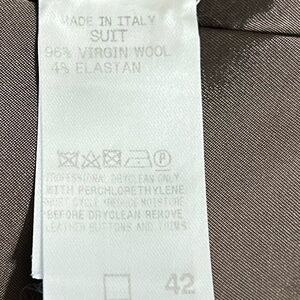 MADE IN ITALY
SUIT
96% VIRGIN WOOL
4% ELASTAN
P
PROFESSIONAL DRYCLEAN ONLY
WITH PERCHLORETHYLENE
SHORT CYCLE REDUCE MOISTURE
BEFORE DRYCLEAN REMOVE
LEATHER BUTTONS AND TRIMS
42